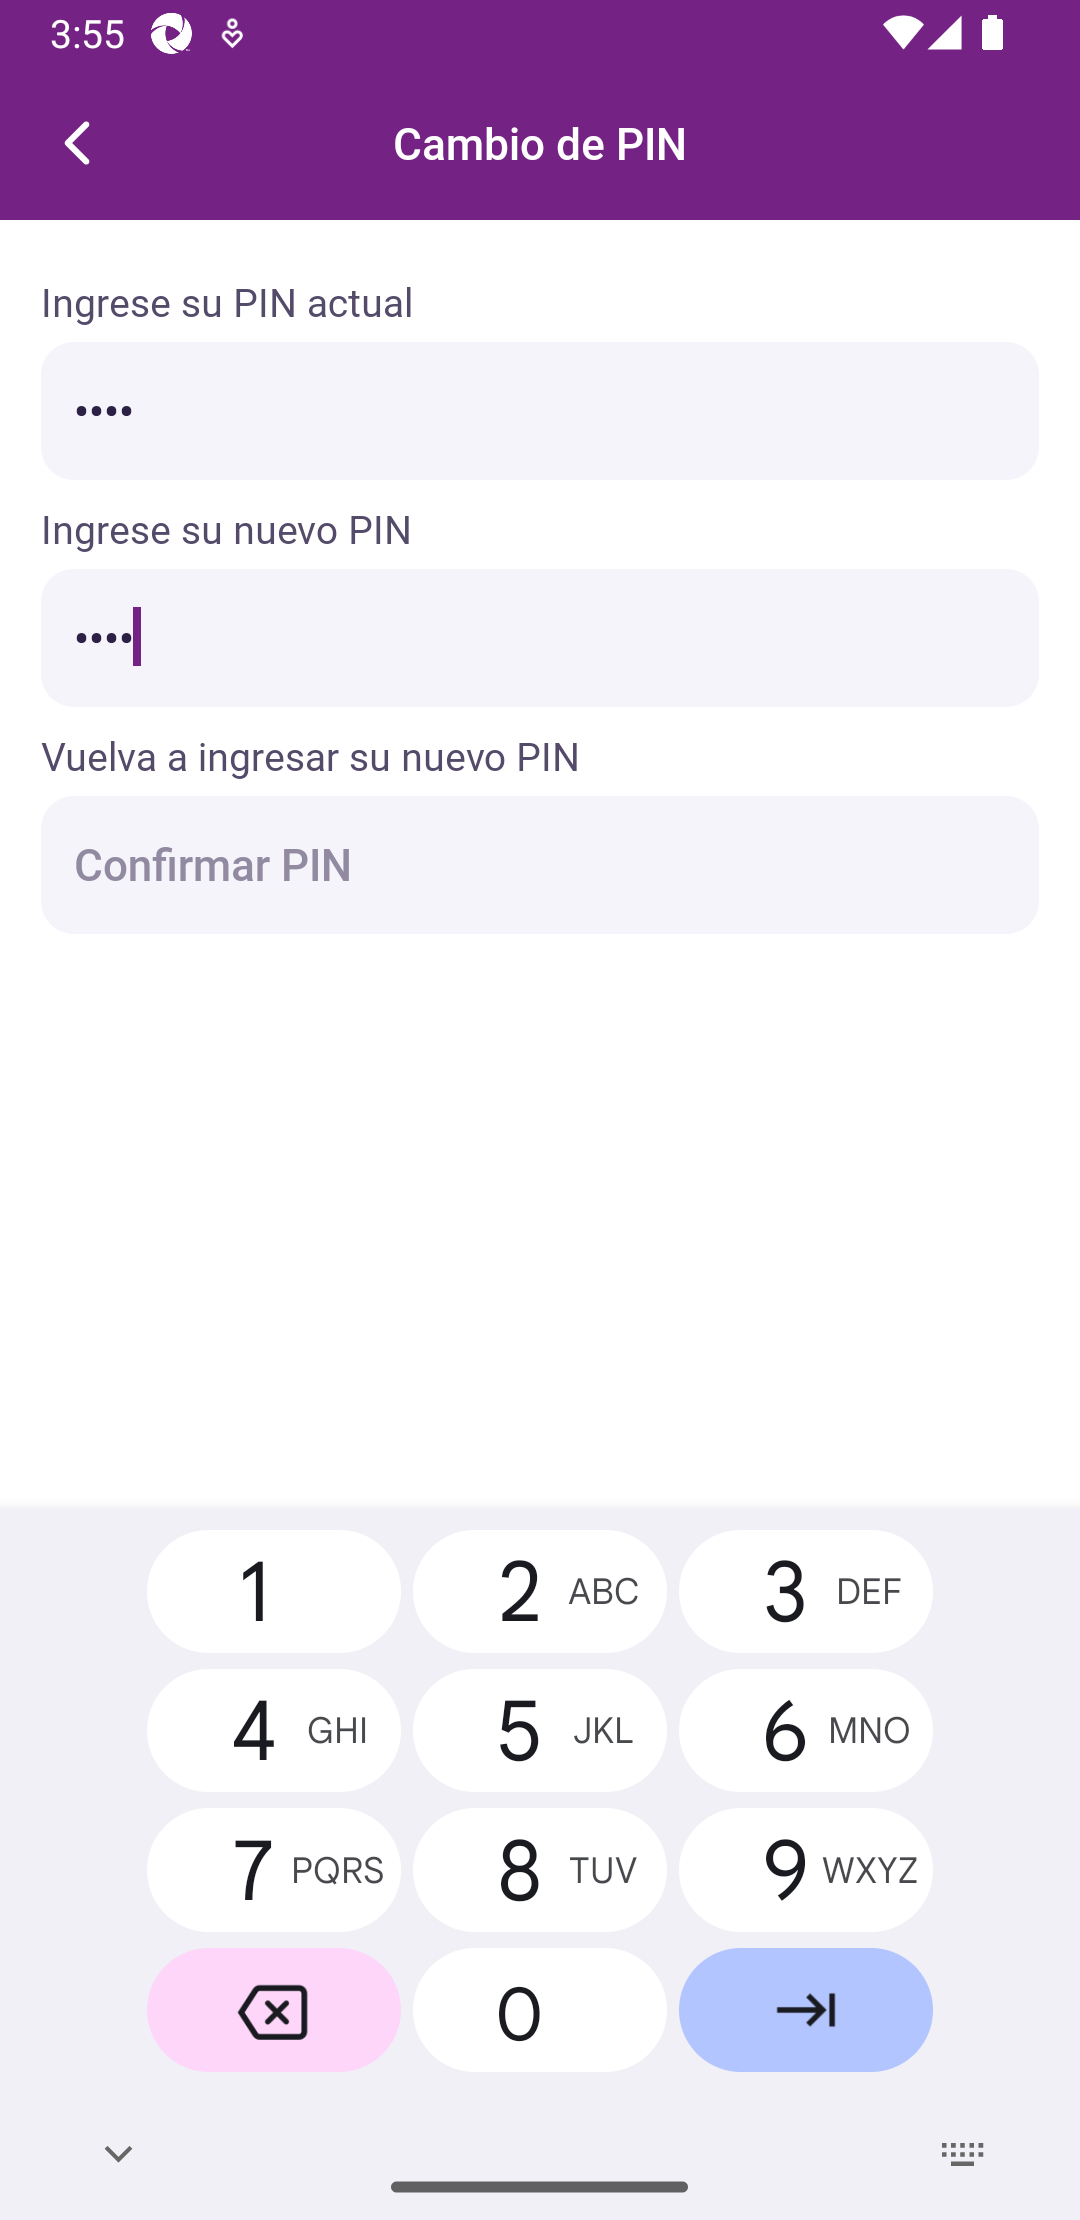 3:55
Cambio de PIN
Ingrese su PIN actual
••••
Ingrese su nuevo PIN
••••
Vuelva a ingresar su nuevo PIN
Confirmar PIN
1 2 ABC 3 DEF
4 GHI 5 JKL 6 MNO
7 PQRS 8 TUV 9 WXYZ
0